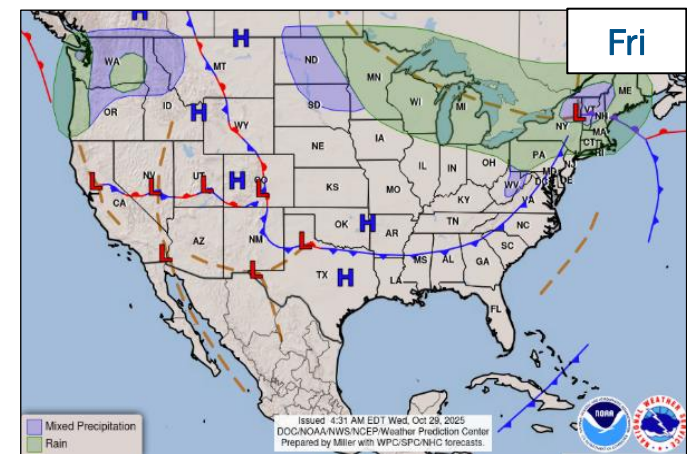 Fri
H
H
WA
MT
ND
MN
ME
OR
ID
H
SD
WI
MI
L
VT
NH
NY
MA
CT
RI
WY
IA
PA
NJ
NE
IL
IN
OH
MD
DE
DC
WV
VA
L
NV
L
UT
L
H
CO
L
KS
MO
KY
CA
NC
TN
OK
H
AR
SC
AZ
NM
L
L
MS
AL
GA
L
TX
H
LA
FL
Mixed Precipitation
Rain
Issued 4:31 AM EDT Wed, Oct 29, 2025
DOC/NOAA/NWS/NCEP/Weather Prediction Center
Prepared by Miller with WPC/SPC/NHC forecasts.
NOAA
NATIONAL WEATHER SERVICE